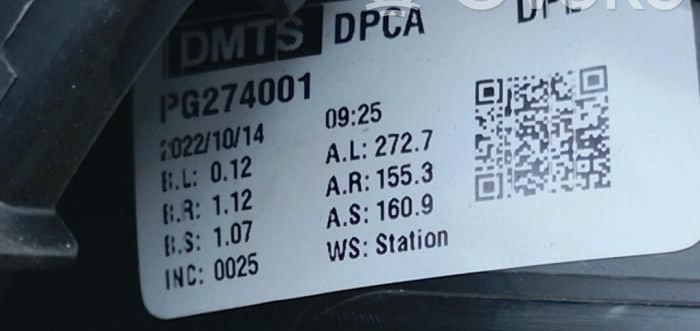 DMTS DPCA
PG274001
2022/10/14 09:25
B.L: 0.12 A.L: 272.7
B.R: 1.12 A.R: 155.3
B.S: 1.07 A.S: 160.9
INC: 0025 WS: Station